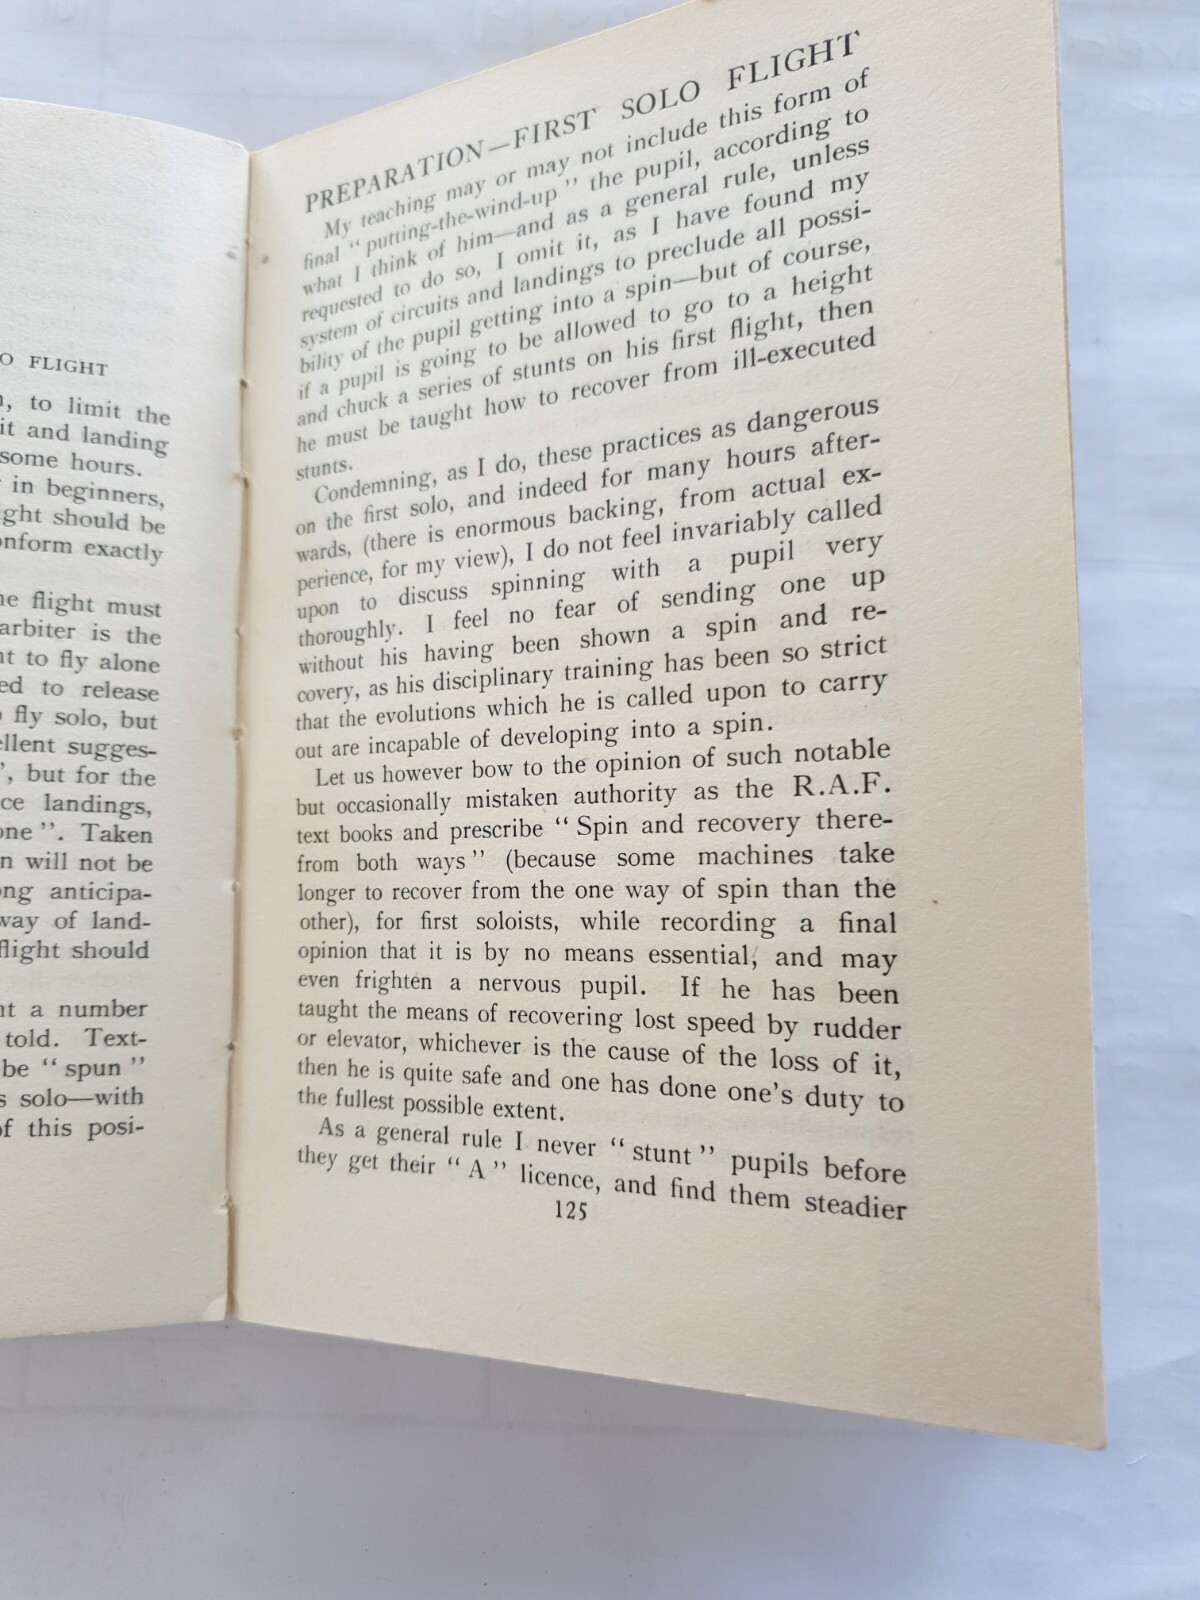 O FLIGHT
, to limit the
it and landing
some hours.
in beginners,
ght should be
onform exactly
ne flight must
arbiter is the
nt to fly alone
ed to release
fly solo, but
ellent sugges-
", but for the
ce landings,
one". Taken
n will not be
ong anticipa-
way of land-
flight should
nt a number
told. Text-
be "spun"
s solo—with
of this posi-
PREPARATION—FIRST SOLO FLIGHT
My teaching may or may not include this form of
final "putting-the-wind-up" the pupil, according to
what I think of him—and as a general rule, unless
requested to do so, I omit it, as I have found my
system of circuits and landings to preclude all possi-
bility of the pupil getting into a spin—but of course,
if a pupil is going to be allowed to go to a height
and chuck a series of stunts on his first flight, then
he must be taught how to recover from ill-executed
stunts.
Condemning, as I do, these practices as dangerous
on the first solo, and indeed for many hours after-
wards, (there is enormous backing, from actual ex-
perience, for my view), I do not feel invariably called
upon to discuss spinning with a pupil very
thoroughly. I feel no fear of sending one up
without his having been shown a spin and re-
covery, as his disciplinary training has been so strict
that the evolutions which he is called upon to carry
out are incapable of developing into a spin.
Let us however bow to the opinion of such notable
but occasionally mistaken authority as the R.A.F.
text books and prescribe "Spin and recovery there-
from both ways" (because some machines take
longer to recover from the one way of spin than the
other), for first soloists, while recording a final
opinion that it is by no means essential, and may
even frighten a nervous pupil. If he has been
taught the means of recovering lost speed by rudder
or elevator, whichever is the cause of the loss of it,
then he is quite safe and one has done one's duty to
the fullest possible extent.
As a general rule I never "stunt" pupils before
they get their "A" licence, and find them steadier
125